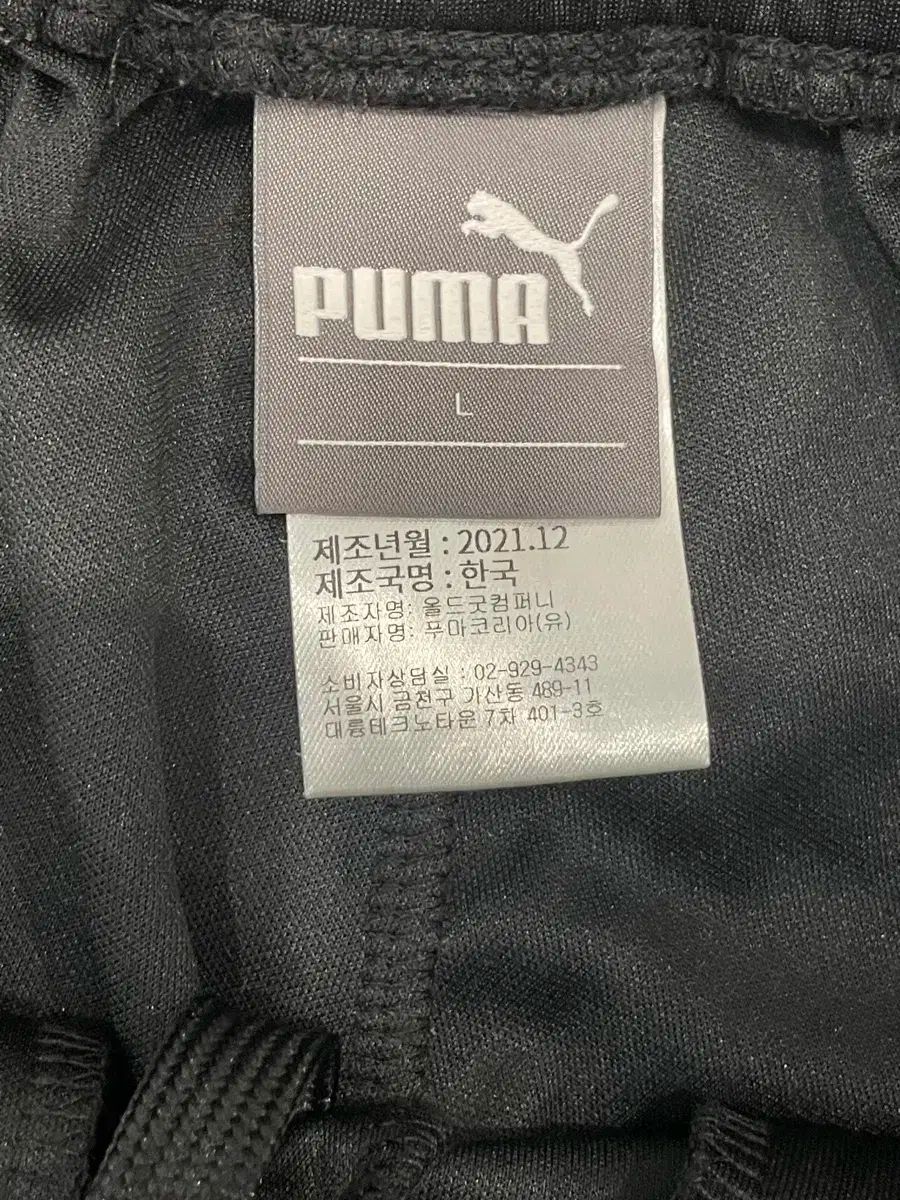 PUMA
L
제조년월 : 2021.12
제조국명 : 한국
제조자명: 올드굿컴퍼니
판매자명: 푸마코리아(유)
소비자상담실 : 02-929-4343
서울시 금천구 가산동 489-11
대륭테크노타운 7차 401-3호